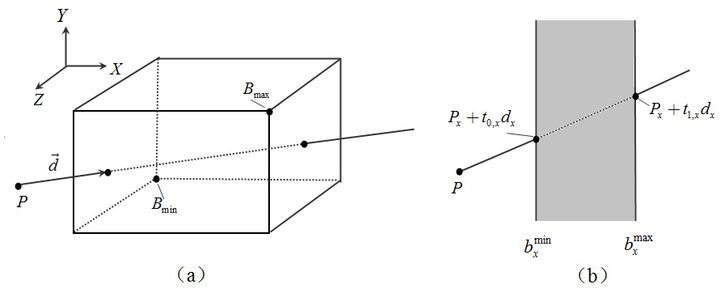 Y
X
Z
B_max
d⃗
P
B_min
(a)
P_x + t_{0,x}d_x
P_x + t_{1,x}d_x
P
b_x^min
b_x^max
(b)